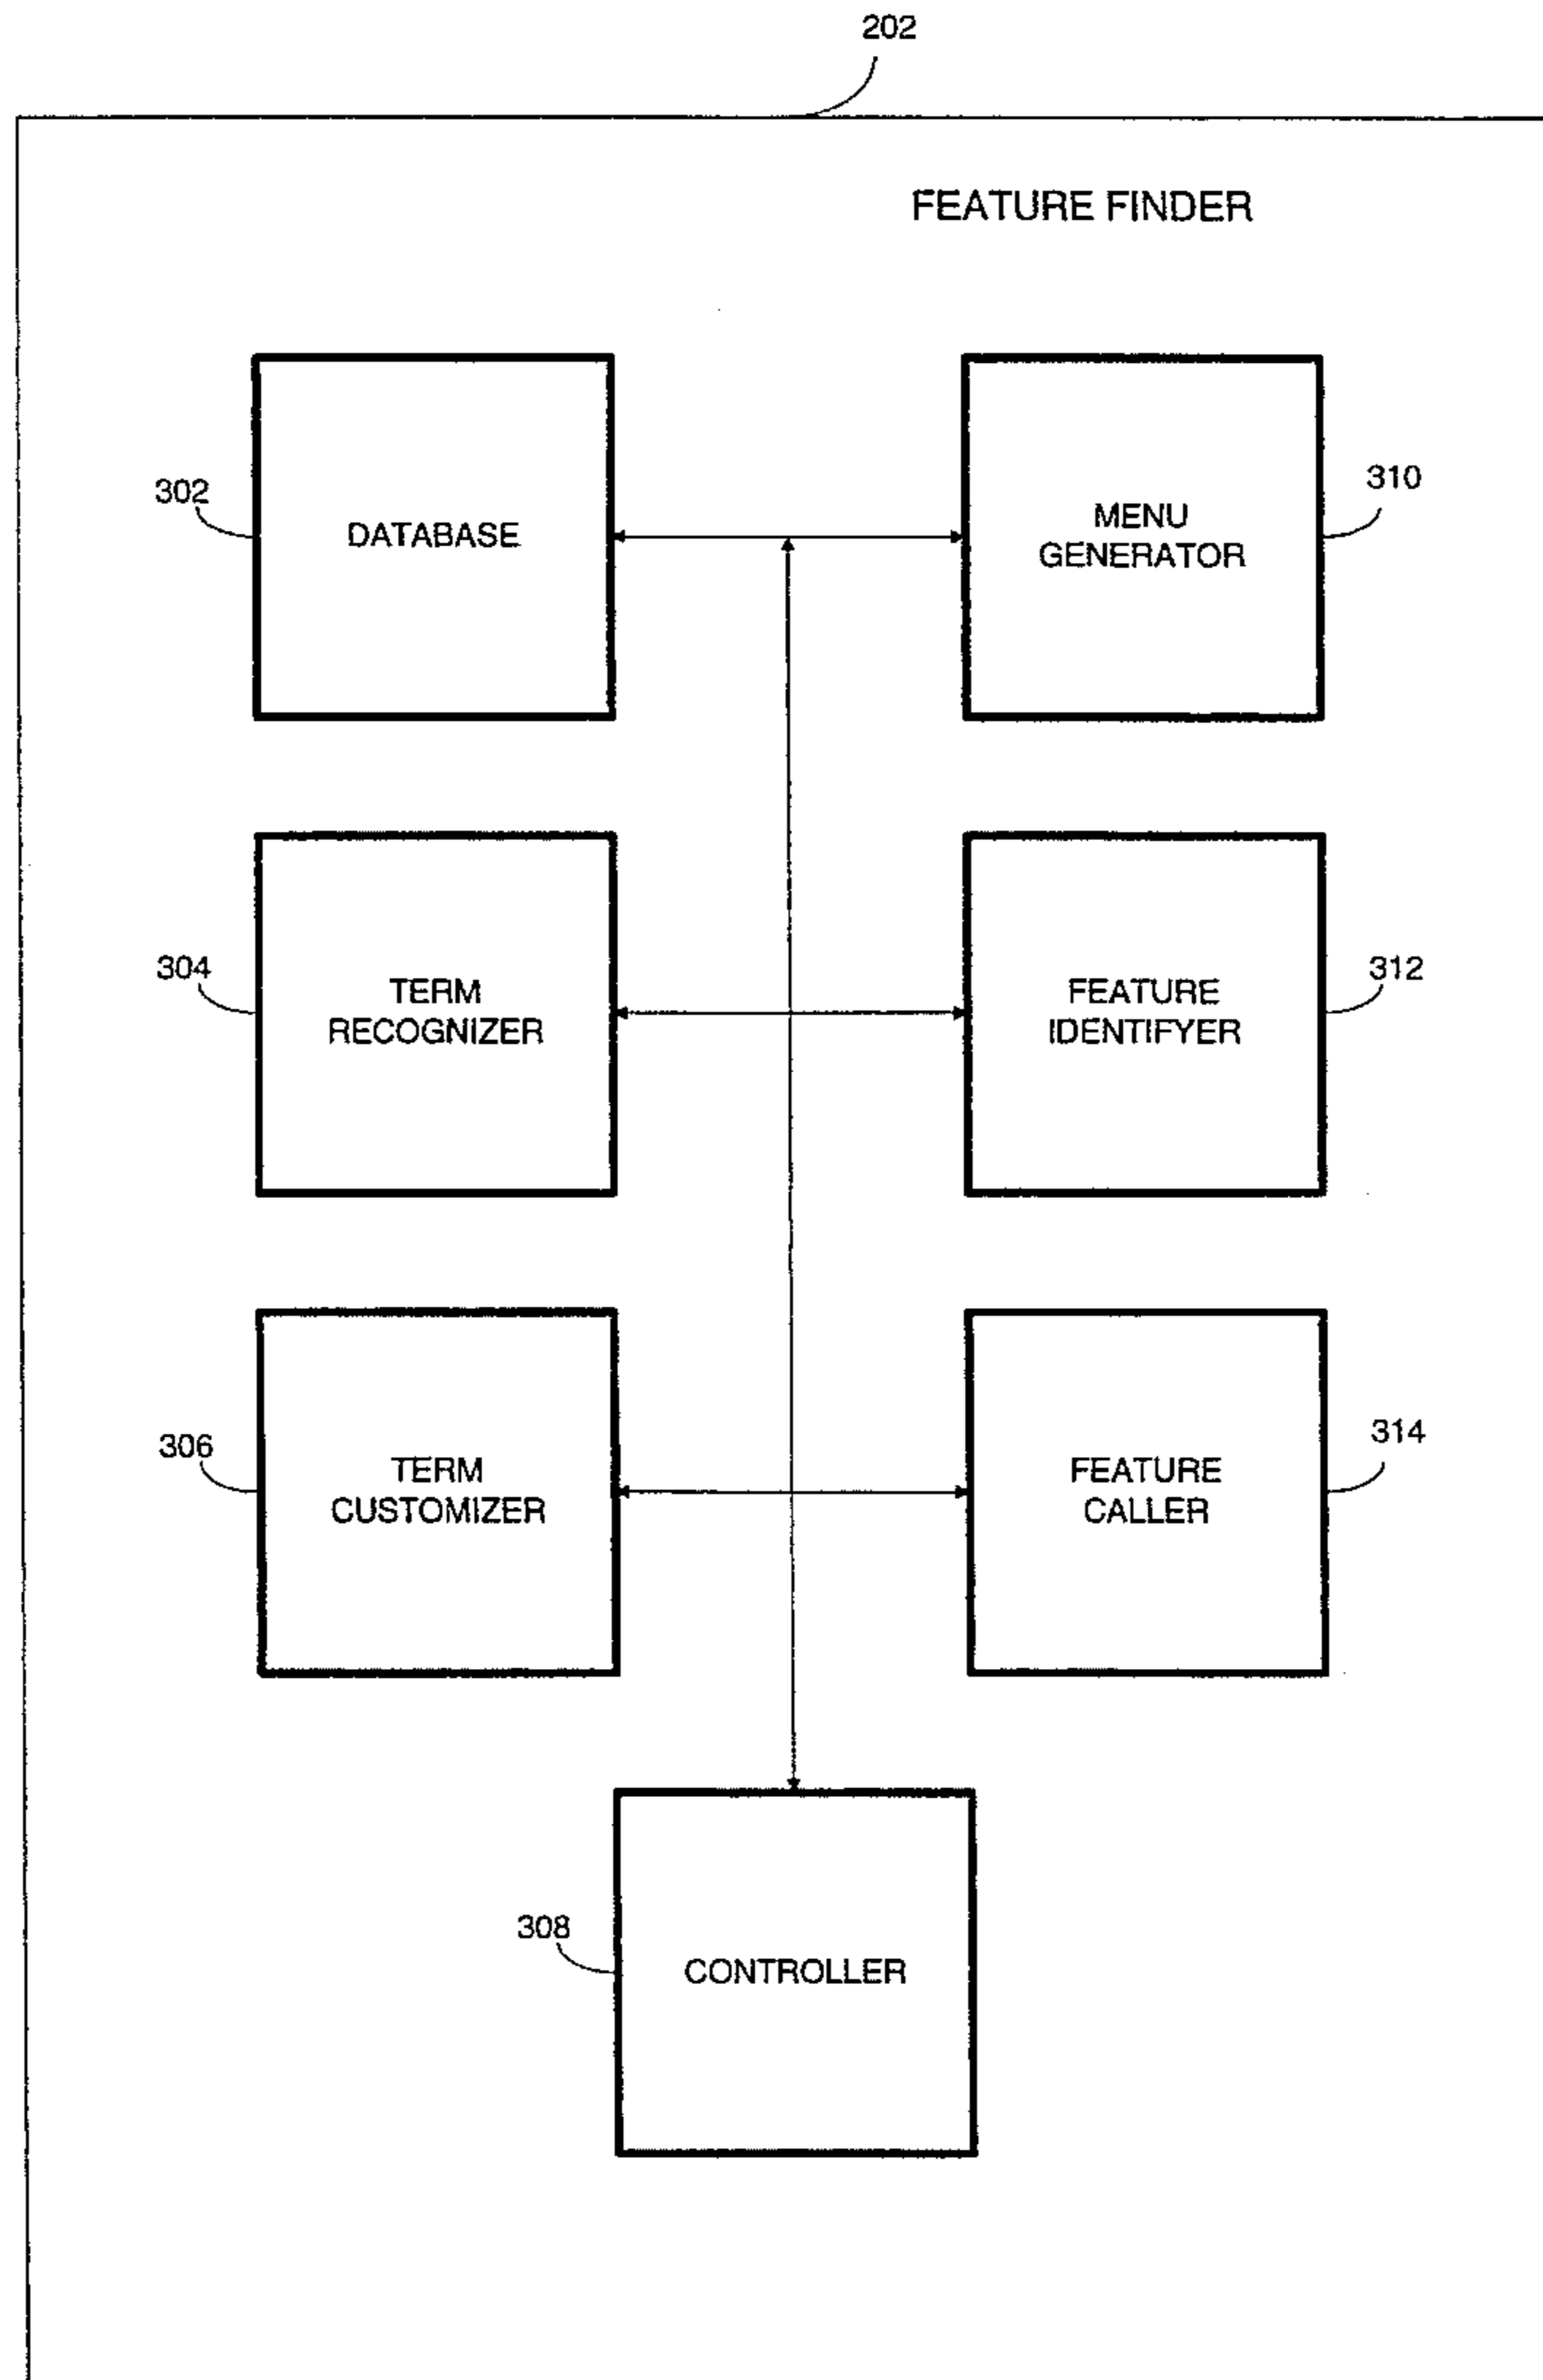 202
FEATURE FINDER
302
DATABASE
310
MENU
GENERATOR
304
TERM
RECOGNIZER
312
FEATURE
IDENTIFYER
306
TERM
CUSTOMIZER
314
FEATURE
CALLER
308
CONTROLLER